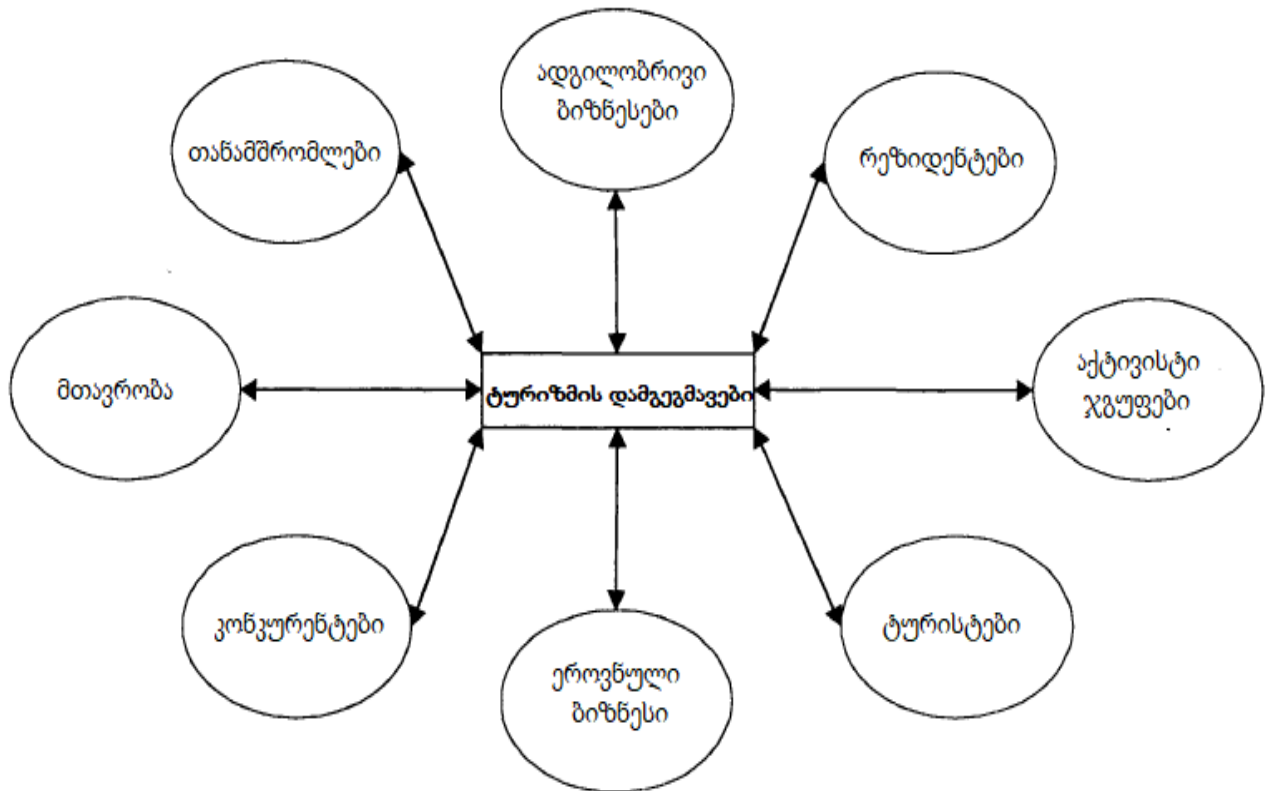 ადგილობრივი
ბიზნესები
თანამშრომლები
რეზიდენტები
მთავრობა
ტურიზმის დამგეგმავები
აქტივისტი
ჯგუფები
კონკურენტები
ტურისტები
ეროვნული
ბიზნესი